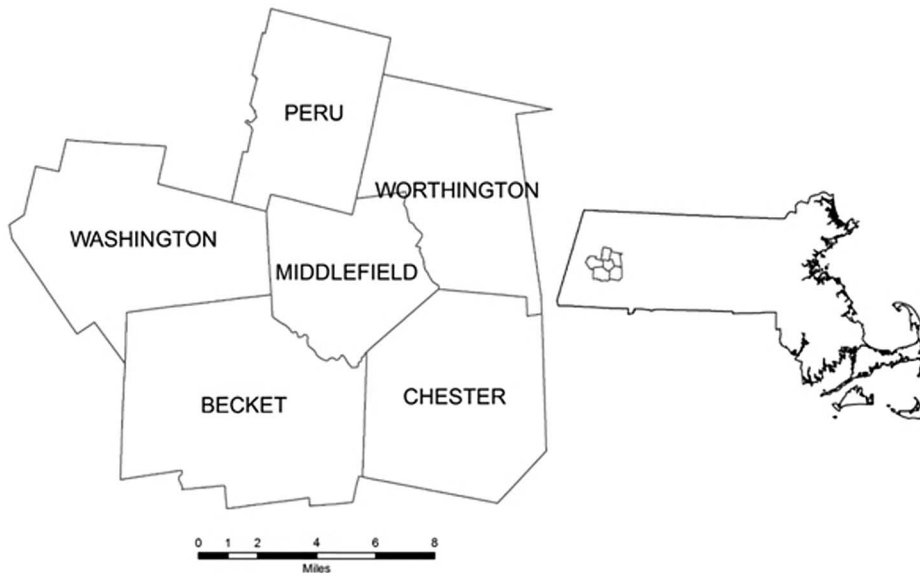 PERU
WORTHINGTON
WASHINGTON
MIDDLEFIELD
BECKET
CHESTER
0 1 2 4 6 8
Miles